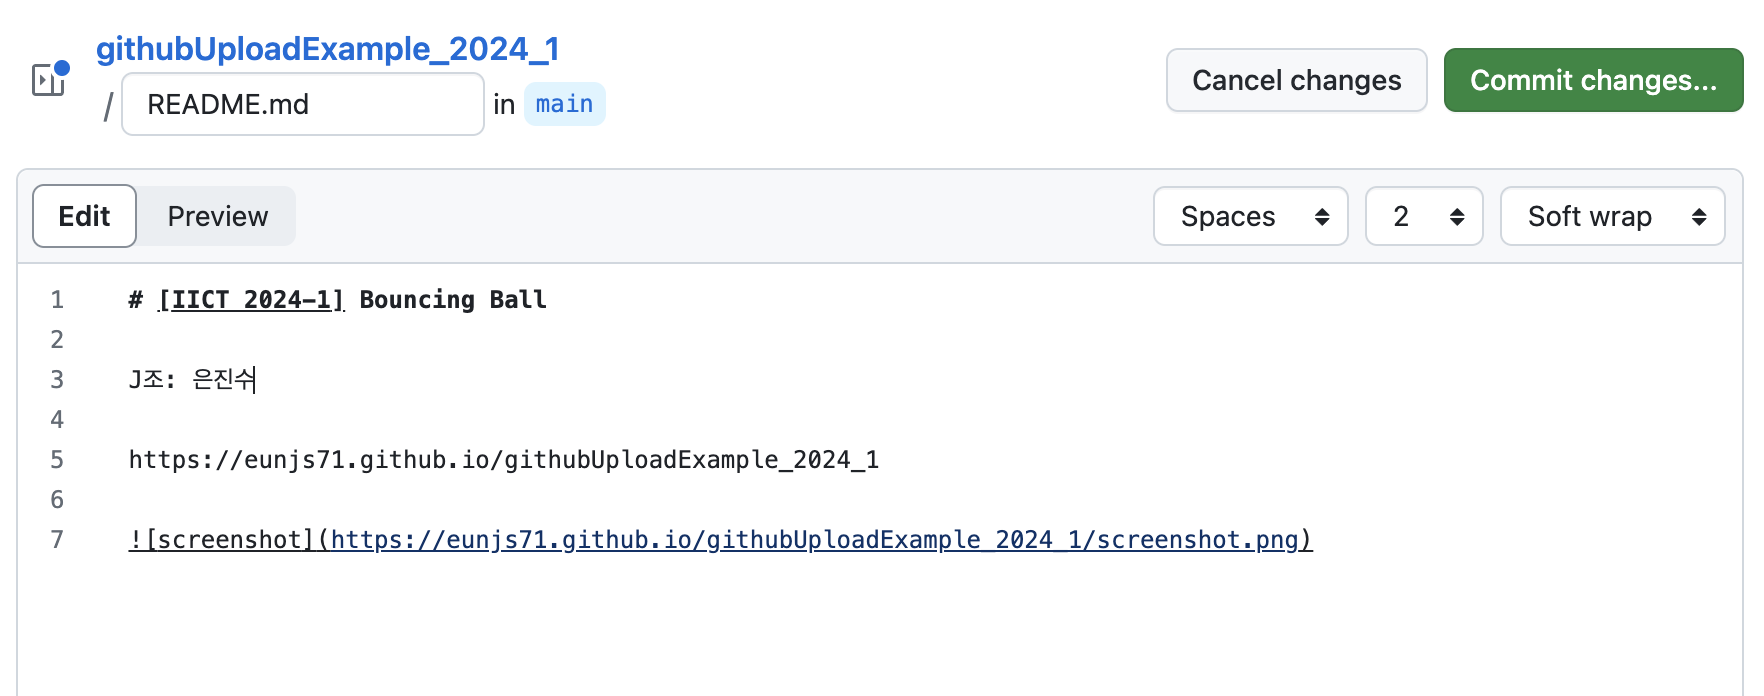 githubUploadExample_2024_1
/ README.md in main
Cancel changes
Commit changes...
Edit
Preview
Spaces
2
Soft wrap
1 # [IICT 2024-1] Bouncing Ball
2
3 J조: 은진수
4
5 https://eunjs71.github.io/githubUploadExample_2024_1
6
7 ![screenshot](https://eunjs71.github.io/githubUploadExample_2024_1/screenshot.png)